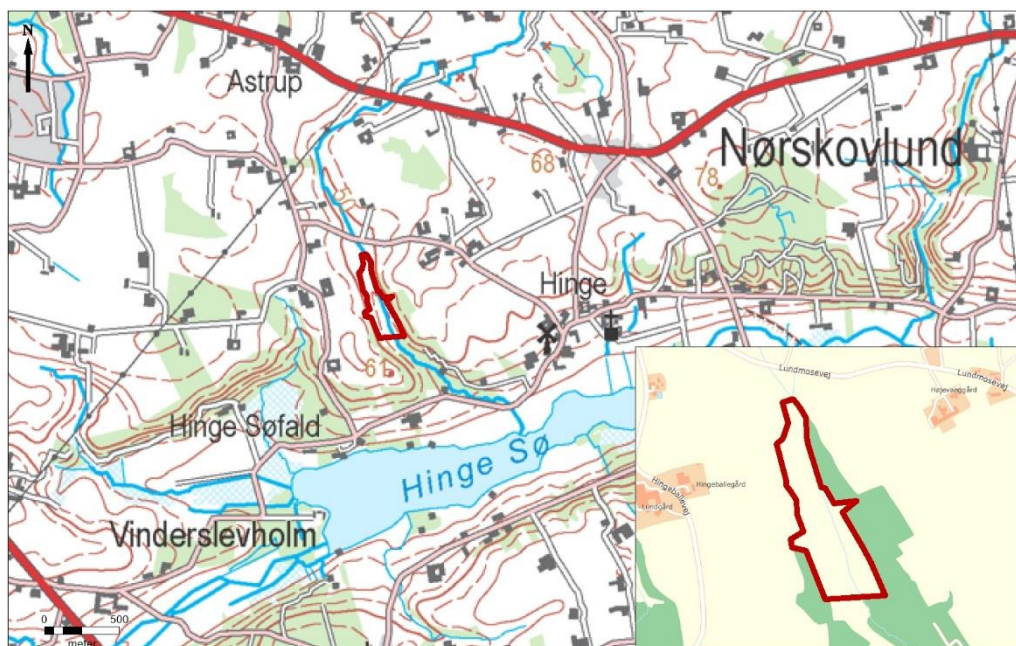 N
Astrup
Nørskovlund
68
78
Hinge
61
Hinge Søfald
Hinge Sø
Vinderslevholm
0 500
meter
Lundmosevej
Lundmosevej
Højevanggård
Hingeballevej
Hingeballegård
Lundgård